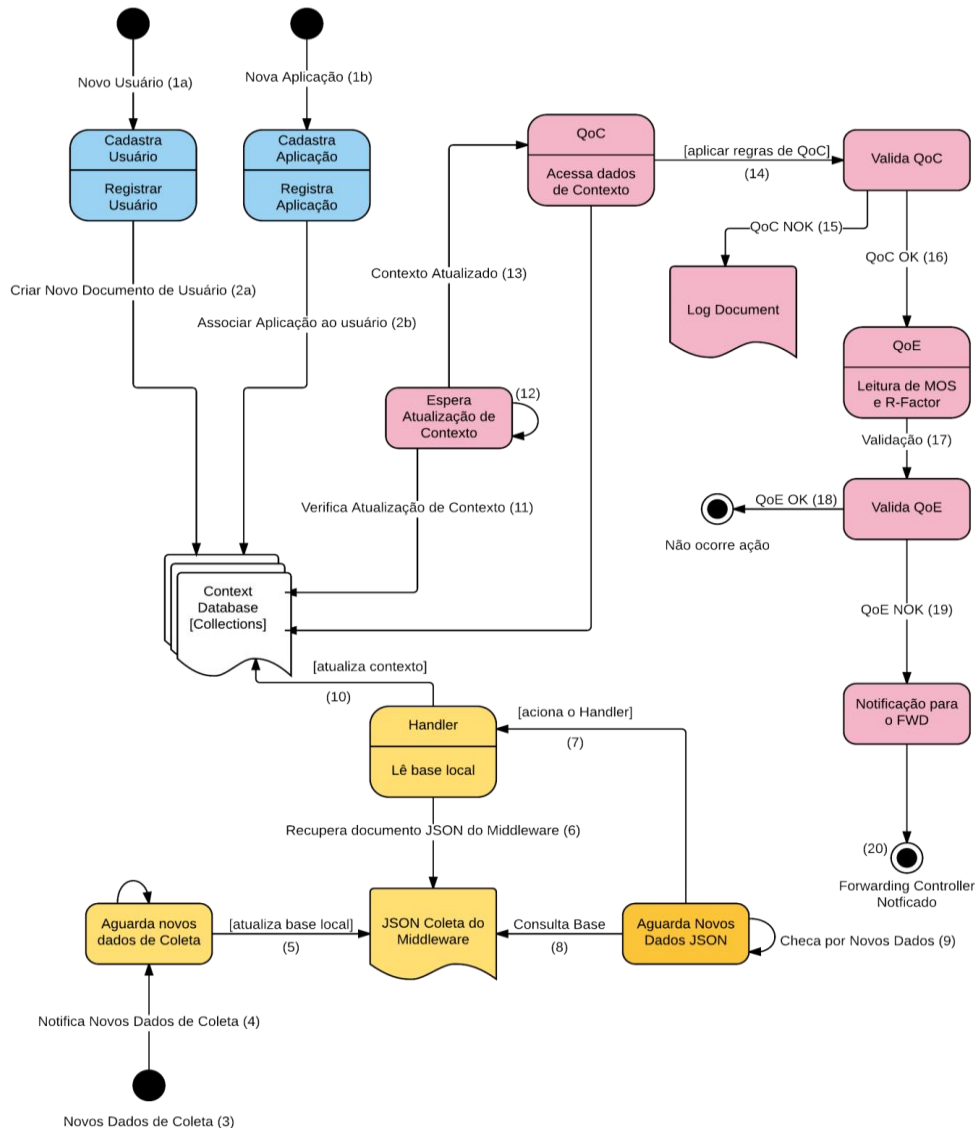 Novo Usuário (1a)
Nova Aplicação (1b)
Cadastra
Usuário
Registrar
Usuário
Cadastra
Aplicação
Registra
Aplicação
QoC
Acessa dados
de Contexto
[aplicar regras de QoC]
(14)
Valida QoC
QoC NOK (15)
QoC OK (16)
Log Document
Criar Novo Documento de Usuário (2a)
Associar Aplicação ao usuário (2b)
Contexto Atualizado (13)
Espera
Atualização de
Contexto
(12)
QoE
Leitura de MOS
e R-Factor
Validação (17)
Valida QoE
QoE OK (18)
Não ocorre ação
Verifica Atualização de Contexto (11)
Context
Database
[Collections]
QoE NOK (19)
[atualiza contexto]
(10)
Handler
Lê base local
[aciona o Handler]
(7)
Notificação para
o FWD
Recupera documento JSON do Middleware (6)
(20)
Forwarding Controller
Notficado
Aguarda novos
dados de Coleta
[atualiza base local]
(5)
JSON Coleta do
Middleware
Consulta Base
(8)
Aguarda Novos
Dados JSON
Checa por Novos Dados (9)
Notifica Novos Dados de Coleta (4)
Novos Dados de Coleta (3)